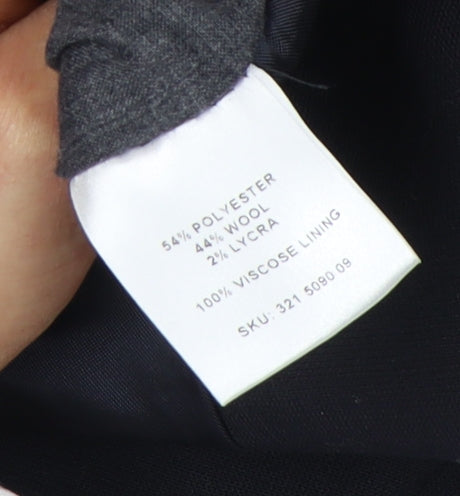 54% POLYESTER
44% WOOL
2% LYCRA
100% VISCOSE LINING
SKU: 321 5090 09